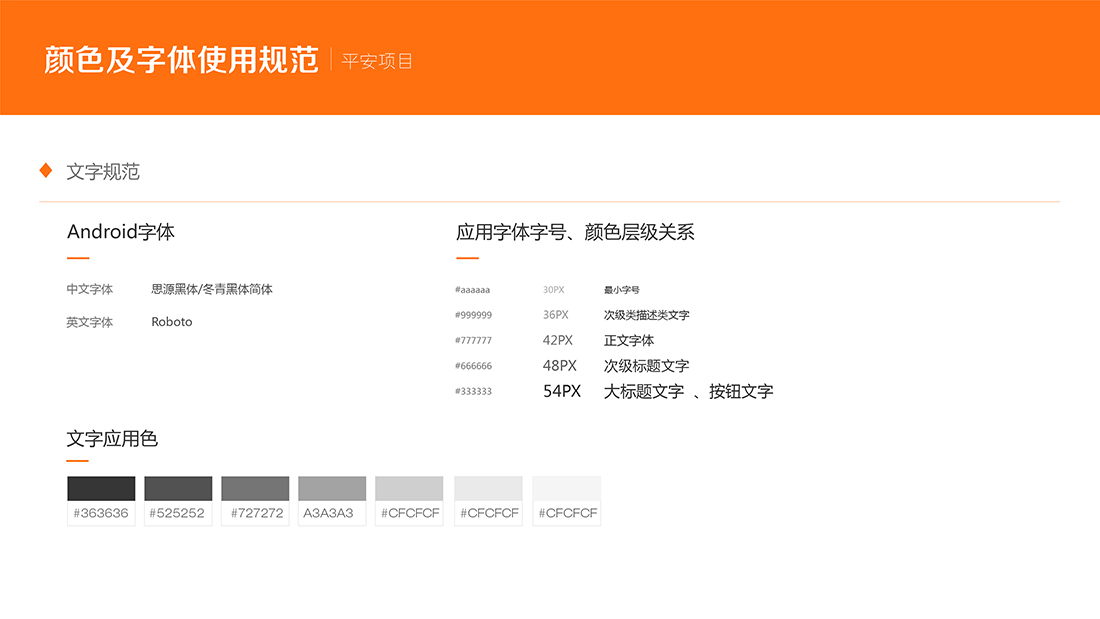 颜色及字体使用规范 平安项目
文字规范
Android字体
中文字体 思源黑体/冬青黑体简体
英文字体 Roboto
应用字体字号、颜色层级关系
#aaaaaa 30PX 最小字号
#999999 36PX 次级类描述类文字
#777777 42PX 正文字体
#666666 48PX 次级标题文字
#333333 54PX 大标题文字 、按钮文字
文字应用色
#363636 #525252 #727272 A3A3A3 #CFCFCF #CFCFCF #CFCFCF